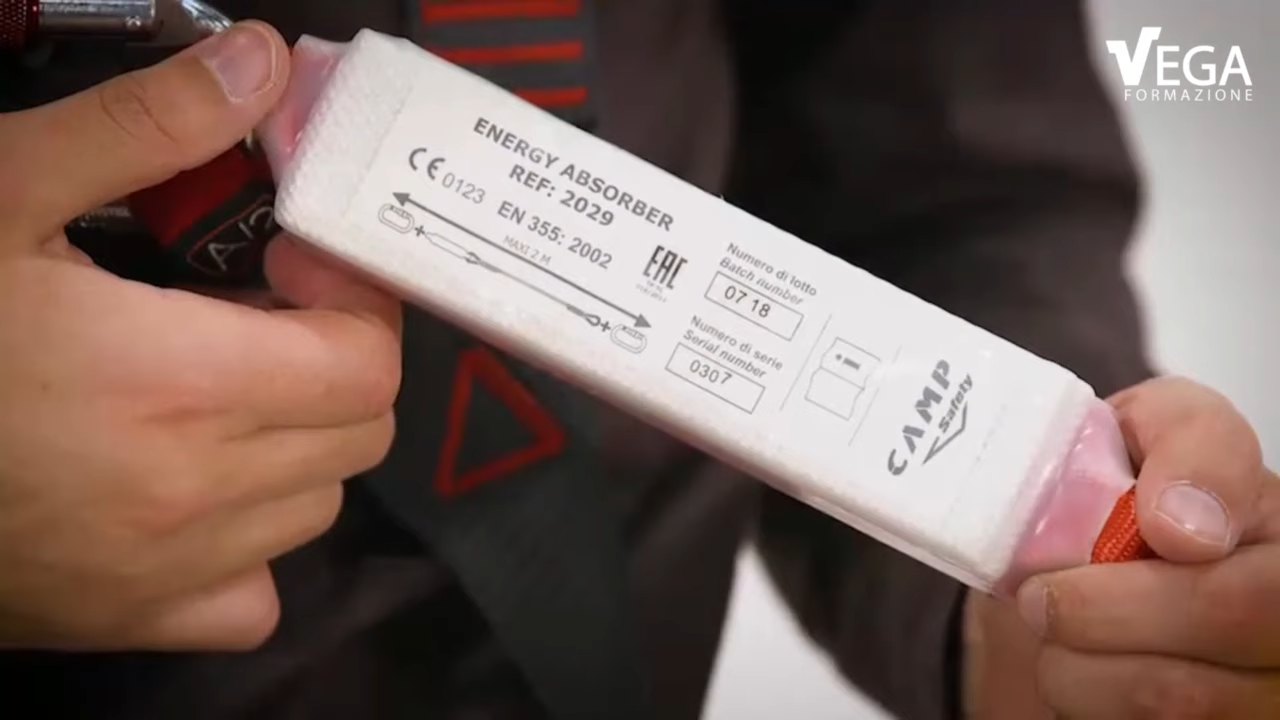 VEGA
FORMAZIONE
ENERGY ABSORBER
REF: 2029
CE 0123
EN 355: 2002
MAXI 2 M
EAC
Numero di lotto
Batch number
07 18
Numero di serie
Serial number
0307
i
CAMP
Safety